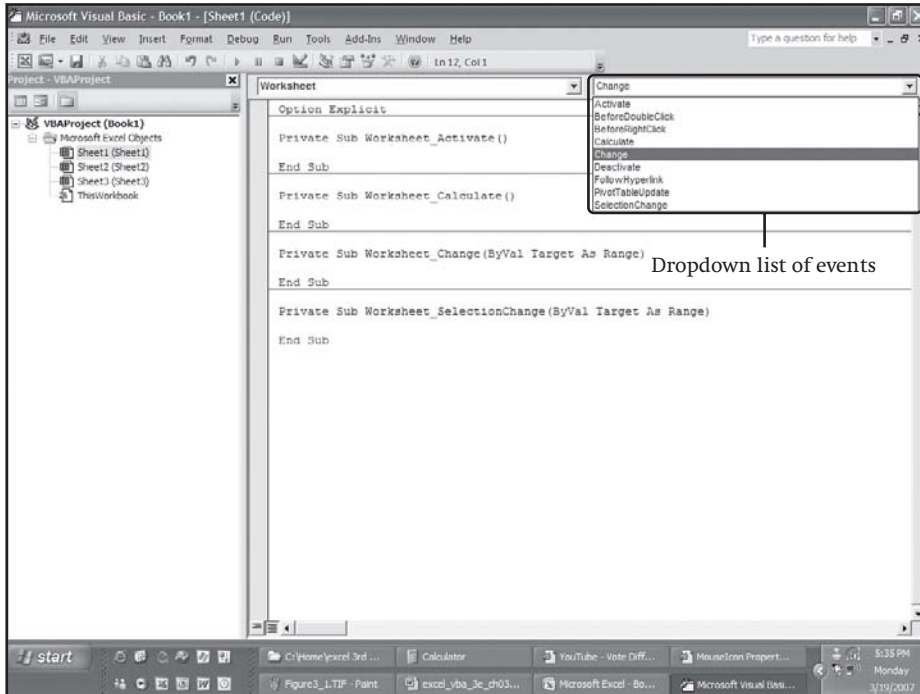 Microsoft Visual Basic - Book1 - [Sheet1 (Code)]
File Edit View Insert Format Debug Run Tools Add-Ins Window Help
Type a question for help
Ln 12, Col 1
Project - VBAProject
VBAProject (Book1)
Microsoft Excel Objects
Sheet1 (Sheet1)
Sheet2 (Sheet2)
Sheet3 (Sheet3)
ThisWorkbook
Worksheet
Change
Activate
BeforeDoubleClick
BeforeRightClick
Calculate
Change
Deactivate
FollowHyperlink
PivotTableUpdate
SelectionChange
Dropdown list of events
Option Explicit
Private Sub Worksheet_Activate()
End Sub
Private Sub Worksheet_Calculate()
End Sub
Private Sub Worksheet_Change(ByVal Target As Range)
End Sub
Private Sub Worksheet_SelectionChange(ByVal Target As Range)
End Sub
start
C:\Home\excel 3rd ...
Calculator
YouTube - Vote Diff...
MouseIcon Propert...
5:35 PM
Figure3_1.TIF - Paint
excel_vba_3e_ch03...
Microsoft Excel - Bo...
Microsoft Visual Basi...
Monday